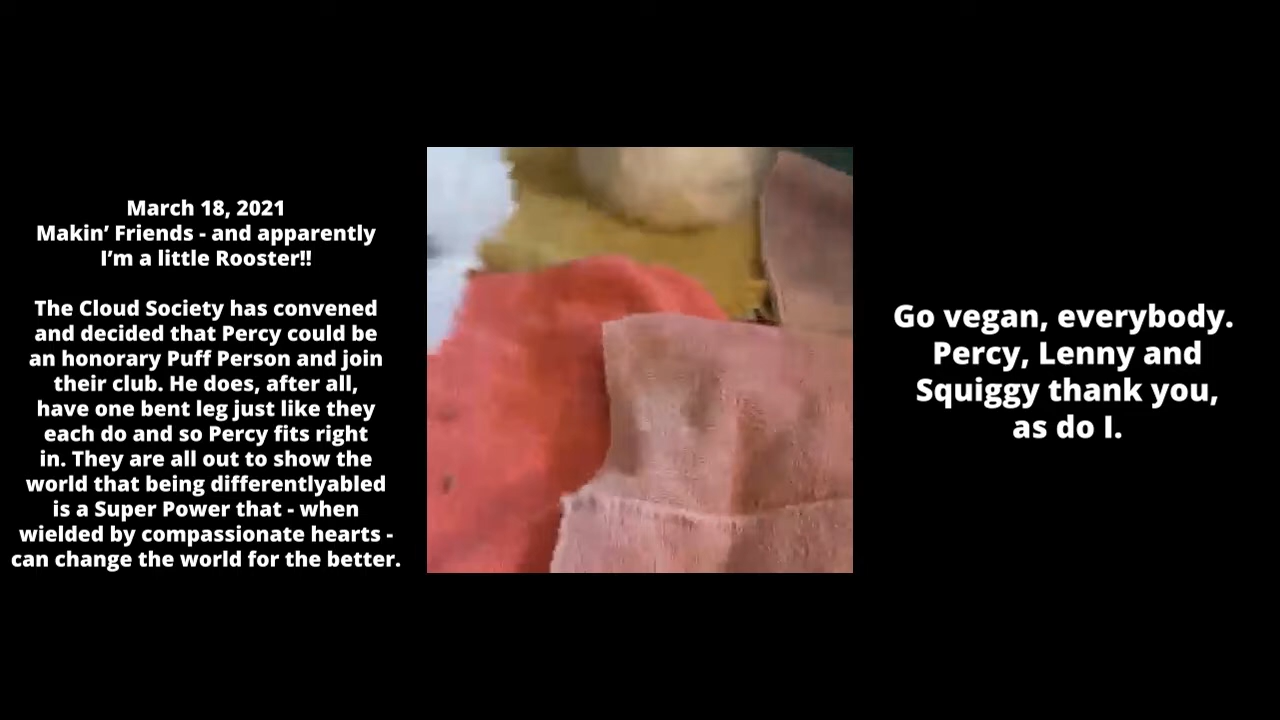 March 18, 2021
Makin’ Friends - and apparently
I’m a little Rooster!!
The Cloud Society has convened
and decided that Percy could be
an honorary Puff Person and join
their club. He does, after all,
have one bent leg just like they
each do and so Percy fits right
in. They are all out to show the
world that being differentlyabled
is a Super Power that - when
wielded by compassionate hearts -
can change the world for the better.
Go vegan, everybody.
Percy, Lenny and
Squiggy thank you,
as do I.